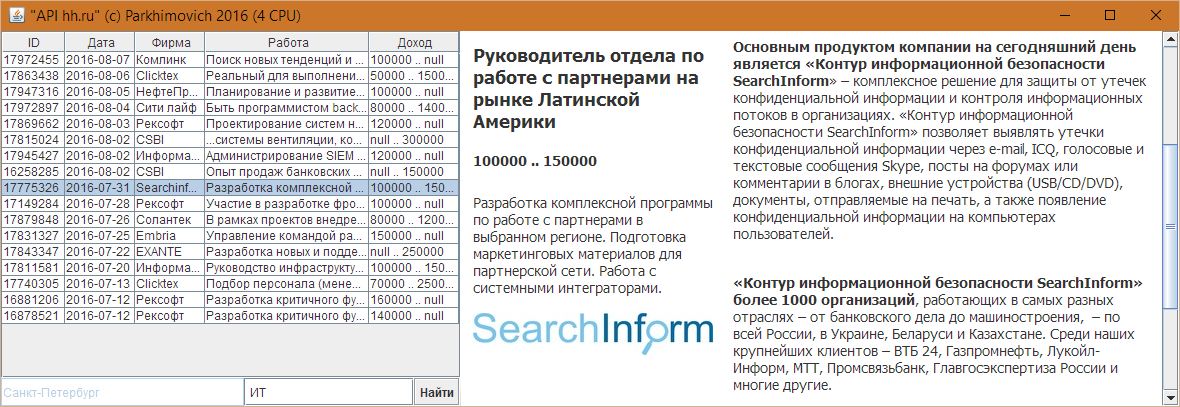 "API hh.ru" (c) Parkhimovich 2016 (4 CPU)
ID Дата Фирма Работа Доход
17972455 2016-08-07 Комлинк Поиск новых тенденций и ... 100000 .. null
17863438 2016-08-06 Clicktex Реальный для выполнени... 50000 .. 1500...
17947316 2016-08-05 НефтеПр... Планирование и развитие... 100000 .. null
17972897 2016-08-04 Сити лайф Быть программистом back... 80000 .. 1400...
17869662 2016-08-03 Рексофт Проектирование систем н... 120000 .. null
17815024 2016-08-02 CSBI ...системы вентиляции, ко... null .. 300000
17945427 2016-08-02 Информа... Администрирование SIEM ... 120000 .. null
16258285 2016-08-02 CSBI Опыт продаж банковских ... null .. 150000
17775326 2016-07-31 Searchinf... Разработка комплексной ... 100000 .. 150...
17149284 2016-07-28 Рексофт Участие в разработке фро... 100000 .. null
17879848 2016-07-26 Солантек В рамках проектов внедре... 80000 .. 1200...
17831327 2016-07-25 Embria Управление командой ра... 150000 .. null
17843347 2016-07-22 EXANTE Разработка новых и подде... null .. 250000
17811581 2016-07-20 Информа... Руководство инфраструкту... 100000 .. 150...
17740305 2016-07-13 Clicktex Подбор персонала (мене... 70000 .. 2500...
16881206 2016-07-12 Рексофт Разработка критичного фу... 160000 .. null
16878521 2016-07-12 Рексофт Разработка критичного фу... 140000 .. null
Санкт-Петербург ИТ Найти
Руководитель отдела по
работе с партнерами на
рынке Латинской
Америки
100000 .. 150000
Разработка комплексной программы
по работе с партнерами в
выбранном регионе. Подготовка
маркетинговых материалов для
партнерской сети. Работа с
системными интеграторами.
SearchInform
Основным продуктом компании на сегодняшний день
является «Контур информационной безопасности
SearchInform» – комплексное решение для защиты от утечек
конфиденциальной информации и контроля информационных
потоков в организациях. «Контур информационной
безопасности SearchInform» позволяет выявлять утечки
конфиденциальной информации через e-mail, ICQ, голосовые и
текстовые сообщения Skype, посты на форумах или
комментарии в блогах, внешние устройства (USB/CD/DVD),
документы, отправляемые на печать, а также появление
конфиденциальной информации на компьютерах
пользователей.
«Контур информационной безопасности SearchInform»
более 1000 организаций, работающих в самых разных
отраслях – от банковского дела до машиностроения, – по
всей России, в Украине, Беларуси и Казахстане. Среди наших
крупнейших клиентов – ВТБ 24, Газпромнефть, Лукойл-
Информ, МТТ, Промсвязьбанк, Главгосэкспертиза России и
многие другие.